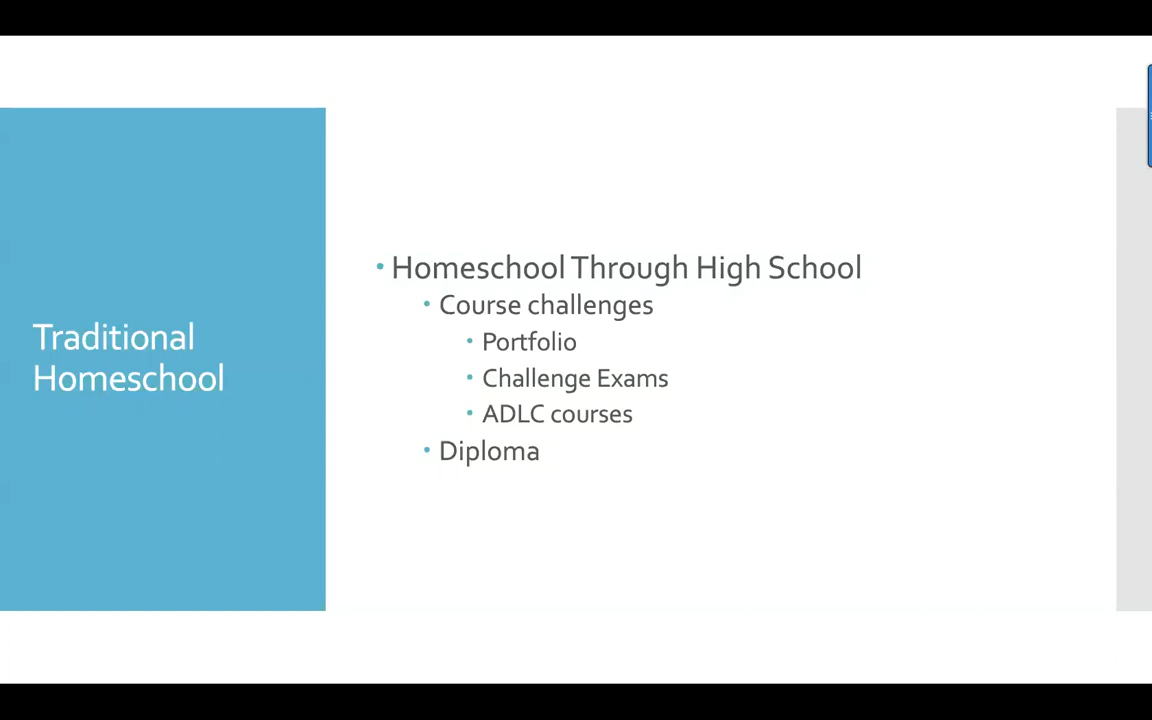 Traditional
Homeschool
• Homeschool Through High School
• Course challenges
• Portfolio
• Challenge Exams
• ADLC courses
• Diploma